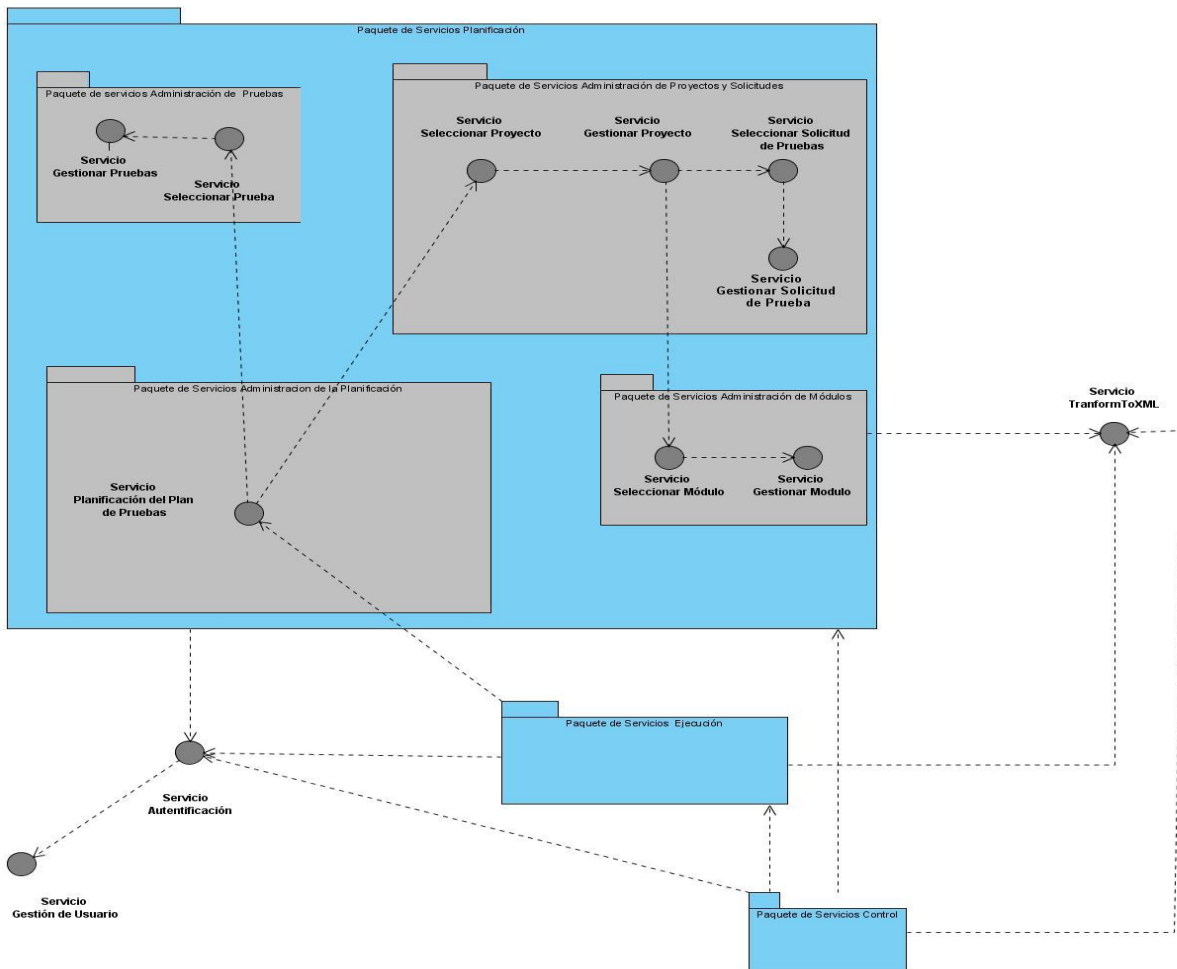 Paquete de Servicios Planificación
Paquete de servicios Administración de Pruebas
Servicio
Gestionar Pruebas
Servicio
Seleccionar Prueba
Paquete de Servicios Administración de Proyectos y Solicitudes
Servicio
Seleccionar Proyecto
Servicio
Gestionar Proyecto
Servicio
Seleccionar Solicitud
de Pruebas
Servicio
Gestionar Solicitud
de Prueba
Paquete de Servicios Administracion de la Planificación
Servicio
Planificación del Plan
de Pruebas
Paquete de Servicios Administración de Módulos
Servicio
Seleccionar Módulo
Servicio
Gestionar Modulo
Servicio
TranformToXML
Paquete de Servicios Ejecución
Servicio
Autentificación
Servicio
Gestión de Usuario
Paquete de Servicios Control